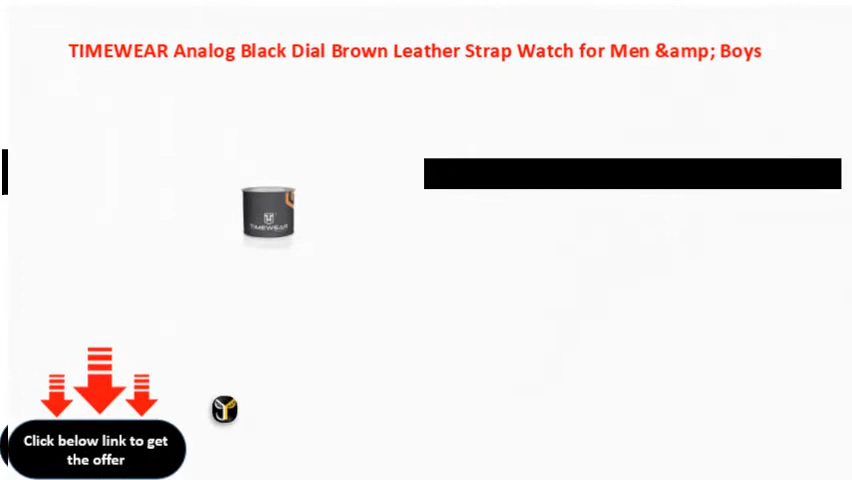 TIMEWEAR Analog Black Dial Brown Leather Strap Watch for Men &amp; Boys
TIMEWEAR
Click below link to get
the offer